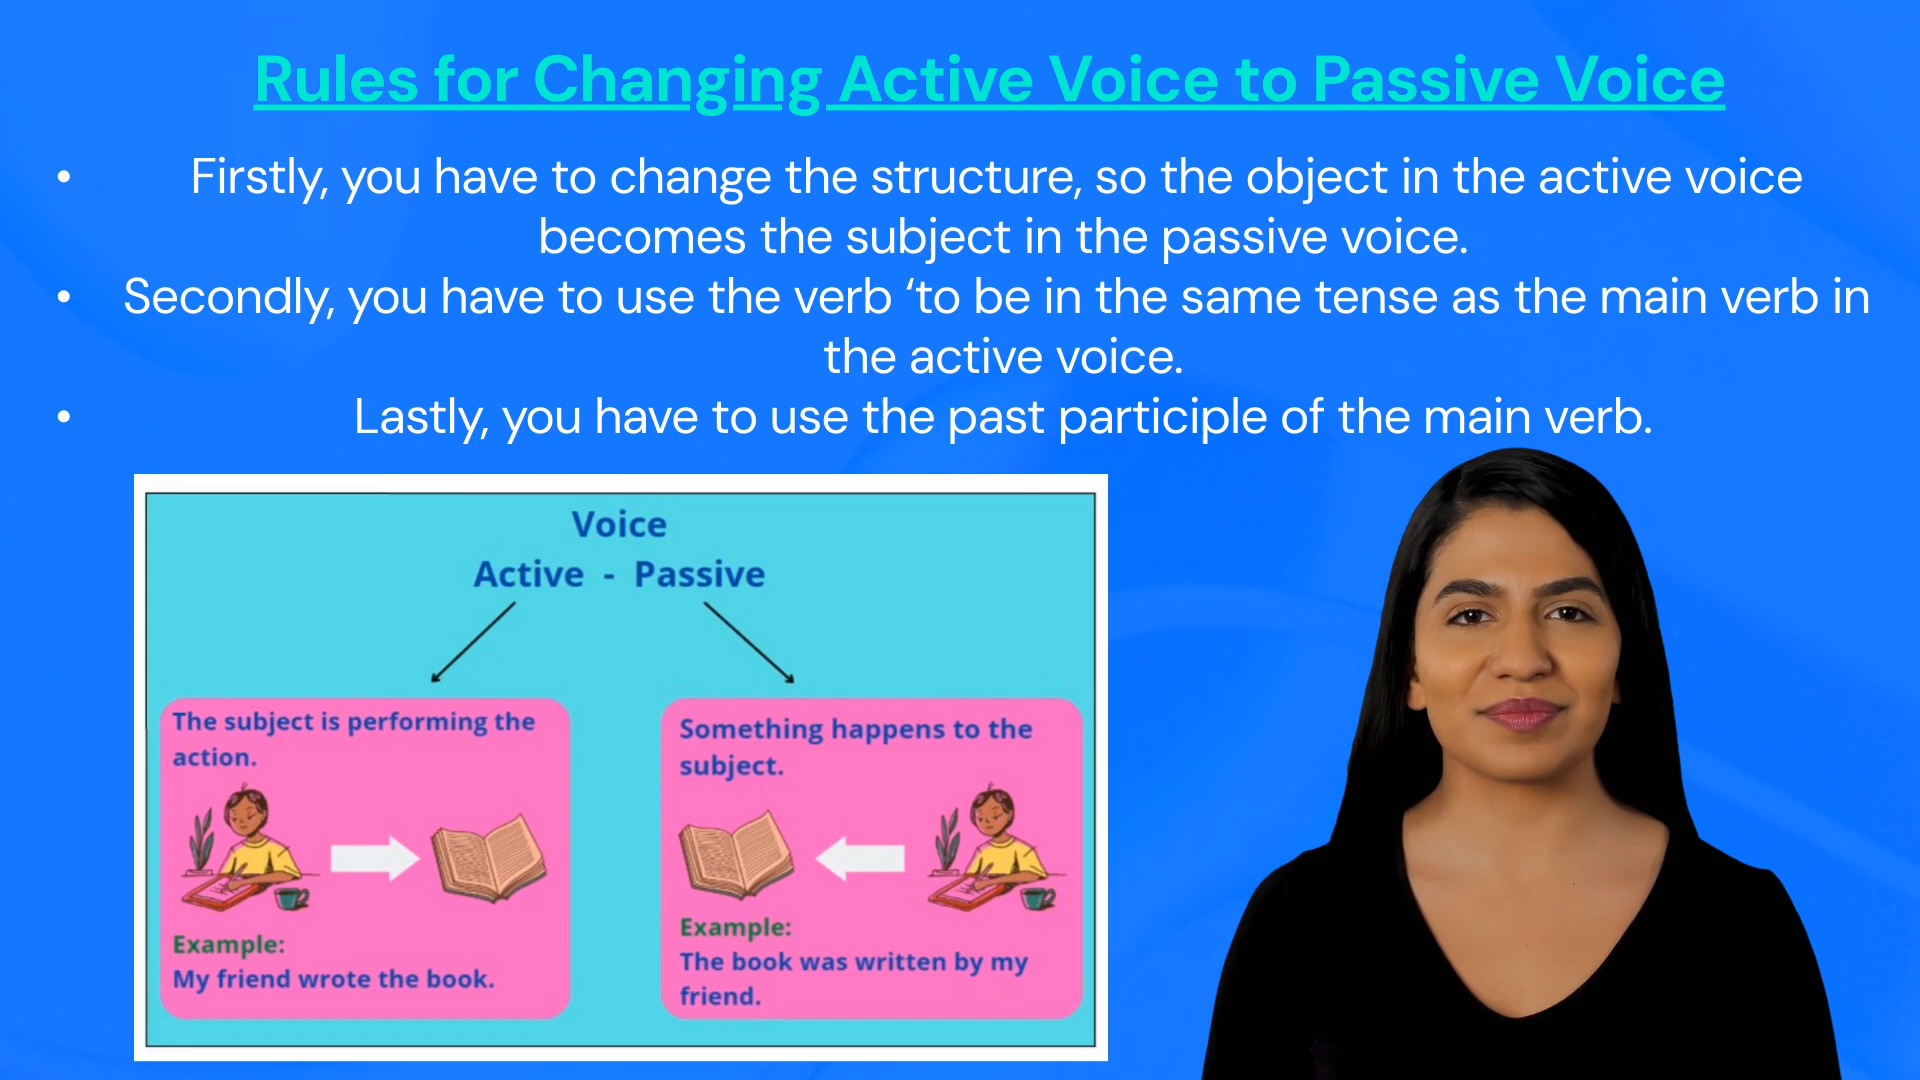 Rules for Changing Active Voice to Passive Voice
• Firstly, you have to change the structure, so the object in the active voice
becomes the subject in the passive voice.
• Secondly, you have to use the verb ‘to be in the same tense as the main verb in
the active voice.
• Lastly, you have to use the past participle of the main verb.
Voice
Active - Passive
The subject is performing the
action.
Example:
My friend wrote the book.
Something happens to the
subject.
Example:
The book was written by my
friend.